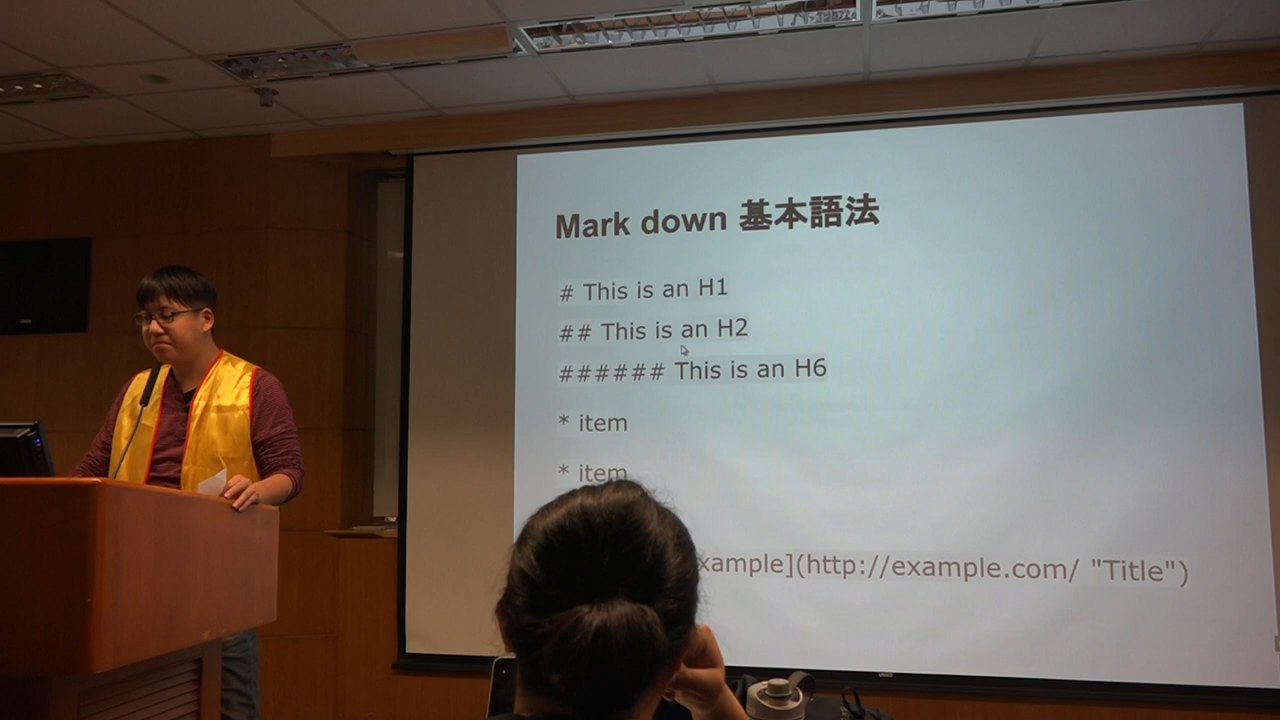 Mark down 基本語法
# This is an H1
## This is an H2
###### This is an H6
* item
* item
xample](http://example.com/ "Title")